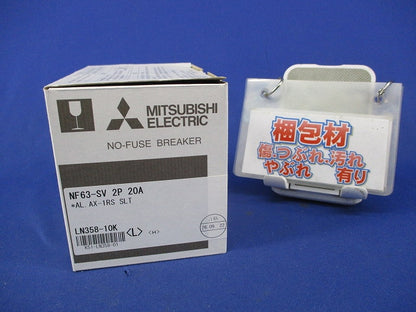 MITSUBISHI
ELECTRIC
NO-FUSE BREAKER
NF63-SV 2P 20A
*AL.AX-1RS SLT
LN358-10K
<L> <H>
梱包材
傷.つぶれ.汚れ
やぶれ 有り